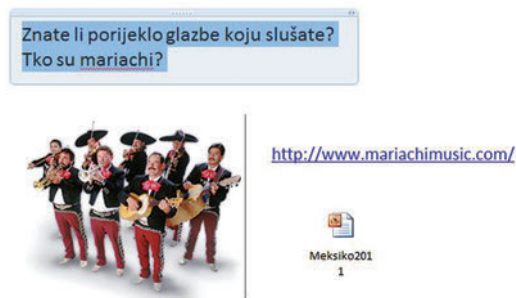 Znate li porijeklo glazbe koju slušate?
Tko su mariachi?
http://www.mariachimusic.com/
Meksiko201
1